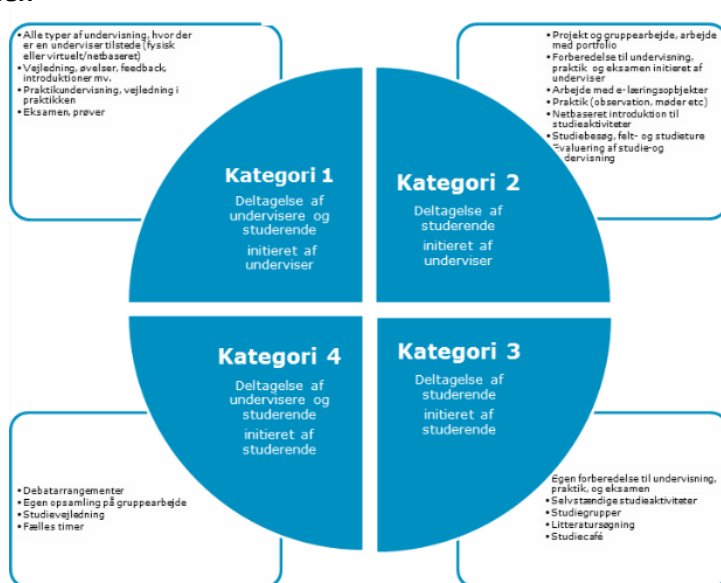 • Alle typer af undervisning, hvor der
er en underviser tilstede (fysisk
eller virtuelt/netbaseret)
• Vejledning, øvelser, feedback,
introduktioner mv.
• Praktikundervisning, vejledning i
praktikken
• Eksamen, prøver
• Projekt og gruppearbejde, arbejde
med portfolio
• Forberedelse til undervisning,
praktik og eksamen initieret af
underviser
• Arbejde med e-læringsobjekter
• Praktik (observation, møder etc)
• Netbaseret introduktion til
studieaktiviteter
• Studiebesøg, felt- og studieture
Evaluering af studie-og
dervisning
Kategori 1
Deltagelse af
undervisere og
studerende
initieret af
underviser
Kategori 2
Deltagelse af
studerende
initieret af
underviser
Kategori 4
Deltagelse af
undervisere og
studerende
initieret af
studerende
Kategori 3
Deltagelse af
studerende
initieret af
studerende
• Debatarrangementer
• Egen opsamling på gruppearbejde
• Studievejledning
• Fælles timer
Egen forberedelse til undervisning,
praktik, og eksamen
• Selvstændige studieaktiviteter
• Studiegrupper
• Litteratursøgning
• Studiecafé